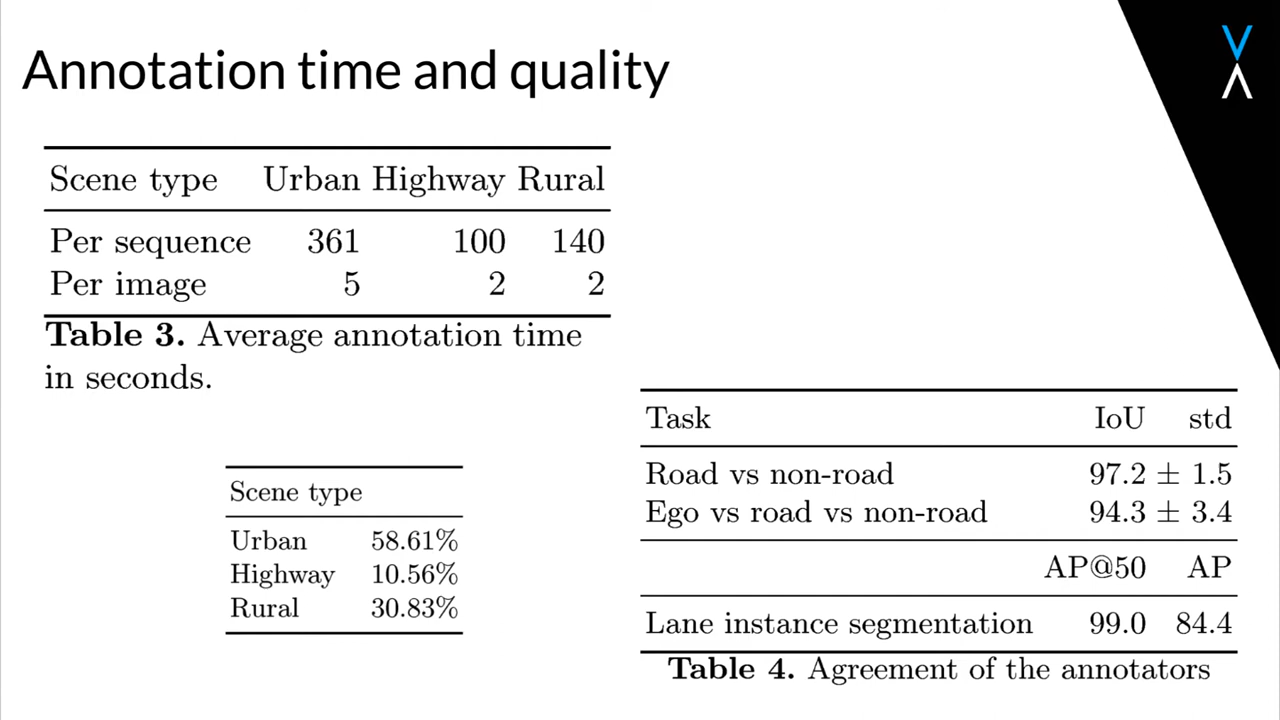 Annotation time and quality
Scene type Urban Highway Rural
Per sequence 361 100 140
Per image 5 2 2
Table 3. Average annotation time
in seconds.
Scene type
Urban 58.61%
Highway 10.56%
Rural 30.83%
Task IoU std
Road vs non-road 97.2 ± 1.5
Ego vs road vs non-road 94.3 ± 3.4
AP@50 AP
Lane instance segmentation 99.0 84.4
Table 4. Agreement of the annotators